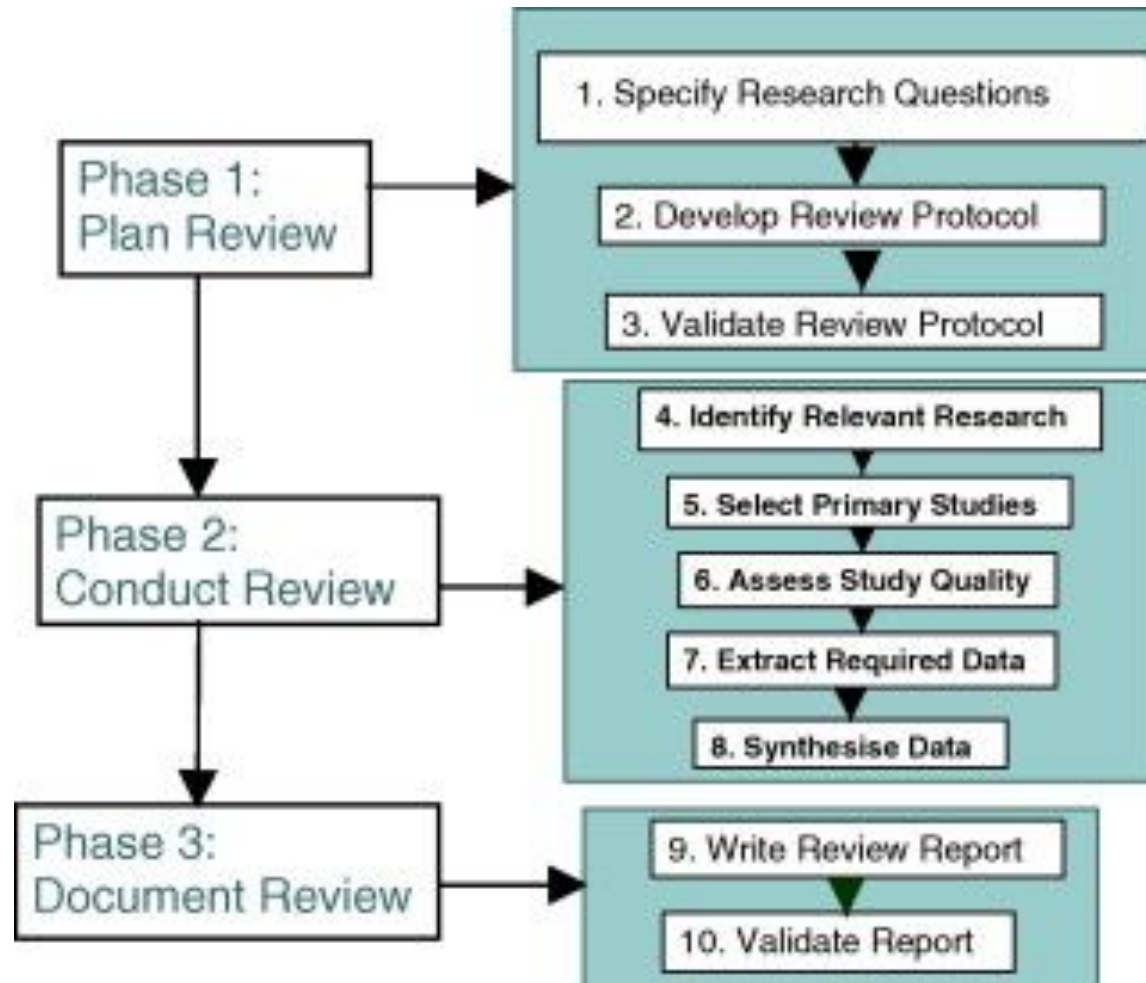 Phase 1:
Plan Review
1. Specify Research Questions
2. Develop Review Protocol
3. Validate Review Protocol
Phase 2:
Conduct Review
4. Identify Relevant Research
5. Select Primary Studies
6. Assess Study Quality
7. Extract Required Data
8. Synthesise Data
Phase 3:
Document Review
9. Write Review Report
10. Validate Report